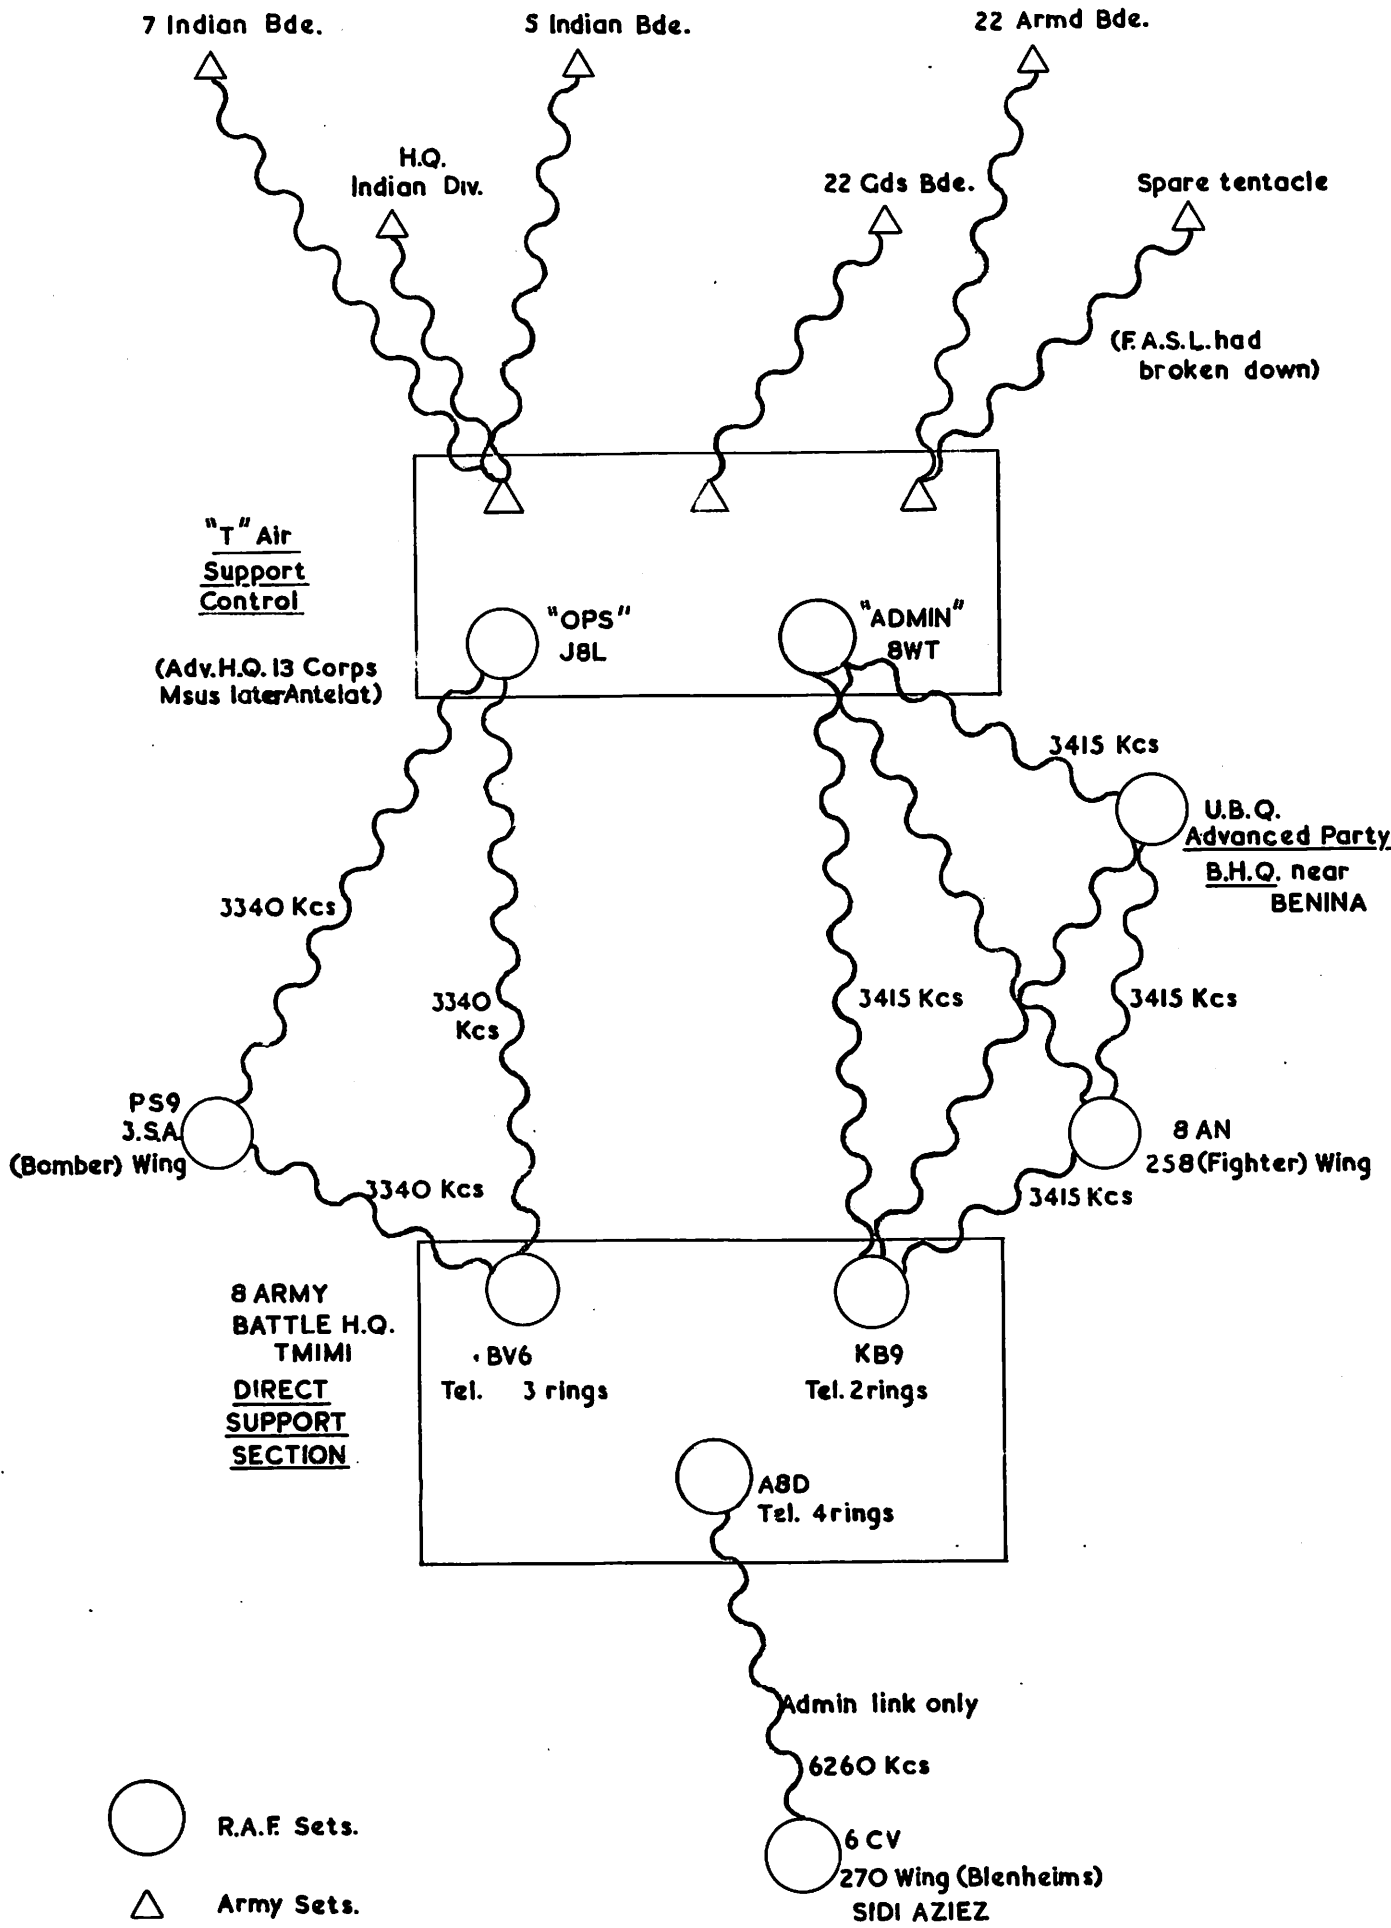 7 Indian Bde.
5 Indian Bde.
22 Armd Bde.
H.Q.
Indian Div.
22 Gds Bde.
Spare tentacle
(F.A.S.L. had
broken down)
"T" Air
Support
Control
(Adv. H.Q. 13 Corps
Msus later Antelat)
"OPS"
J8L
"ADMIN"
8WT
3415 Kcs
U.B.Q.
Advanced Party
B.H.Q. near
BENINA
3340 Kcs
3340
Kcs
3415 Kcs
3415 Kcs
PS9
3.S.A.
(Bomber) Wing
8 AN
258 (Fighter) Wing
3340 Kcs
3415 Kcs
8 ARMY
BATTLE H.Q.
TMIMI
DIRECT
SUPPORT
SECTION
BV6
Tel. 3 rings
KB9
Tel. 2 rings
A8D
Tel. 4 rings
Admin link only
6260 Kcs
6 CV
270 Wing (Blenheims)
SIDI AZIEZ
R.A.F. Sets.
Army Sets.